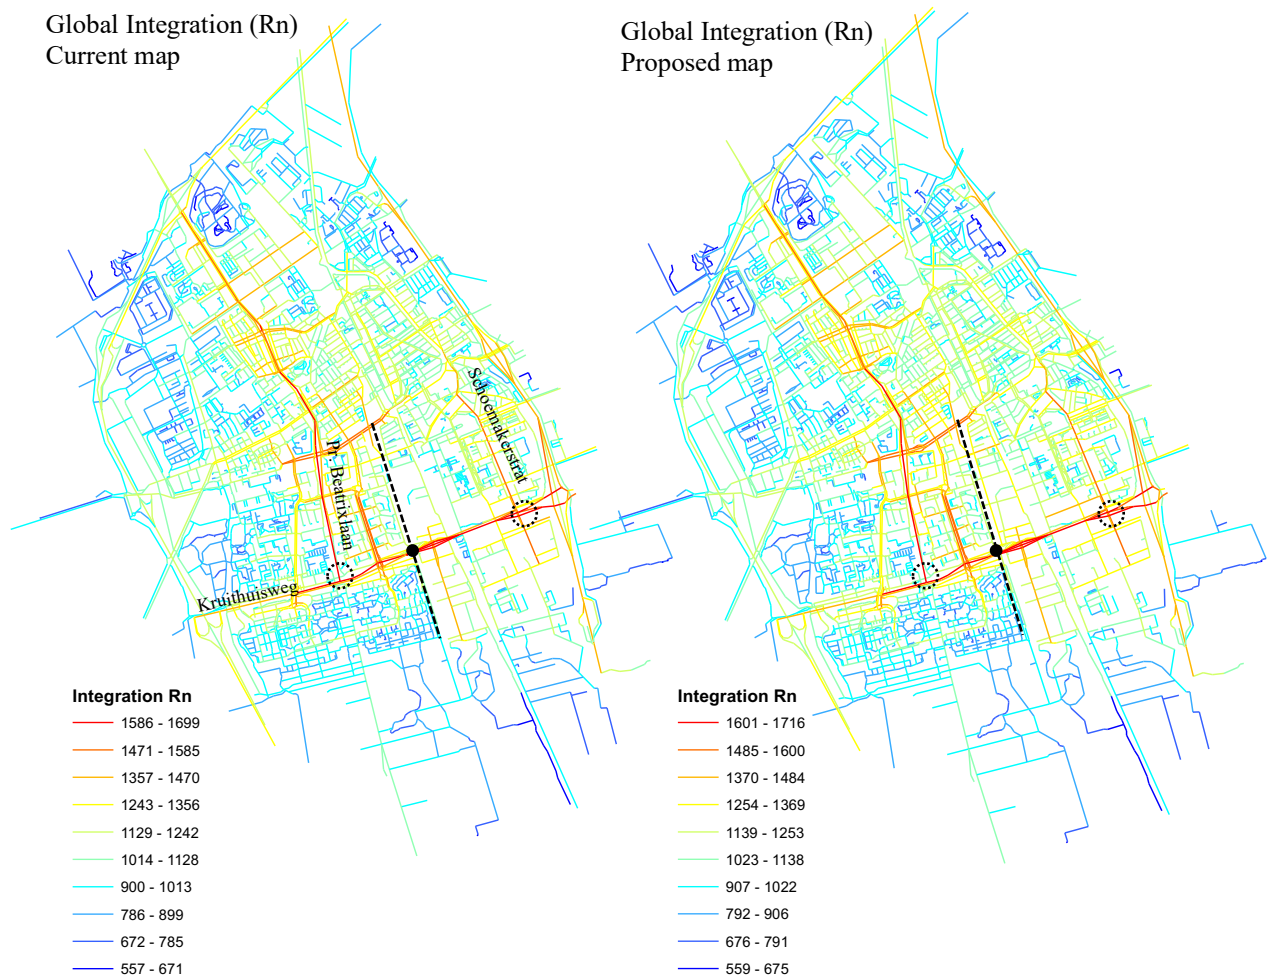 Global Integration (Rn)
Current map
Global Integration (Rn)
Proposed map
Schoemakerstrat
Pr. Beatrixlaan
Kruithuisweg
Integration Rn
1586 - 1699
1471 - 1585
1357 - 1470
1243 - 1356
1129 - 1242
1014 - 1128
900 - 1013
786 - 899
672 - 785
557 - 671
Integration Rn
1601 - 1716
1485 - 1600
1370 - 1484
1254 - 1369
1139 - 1253
1023 - 1138
907 - 1022
792 - 906
676 - 791
559 - 675